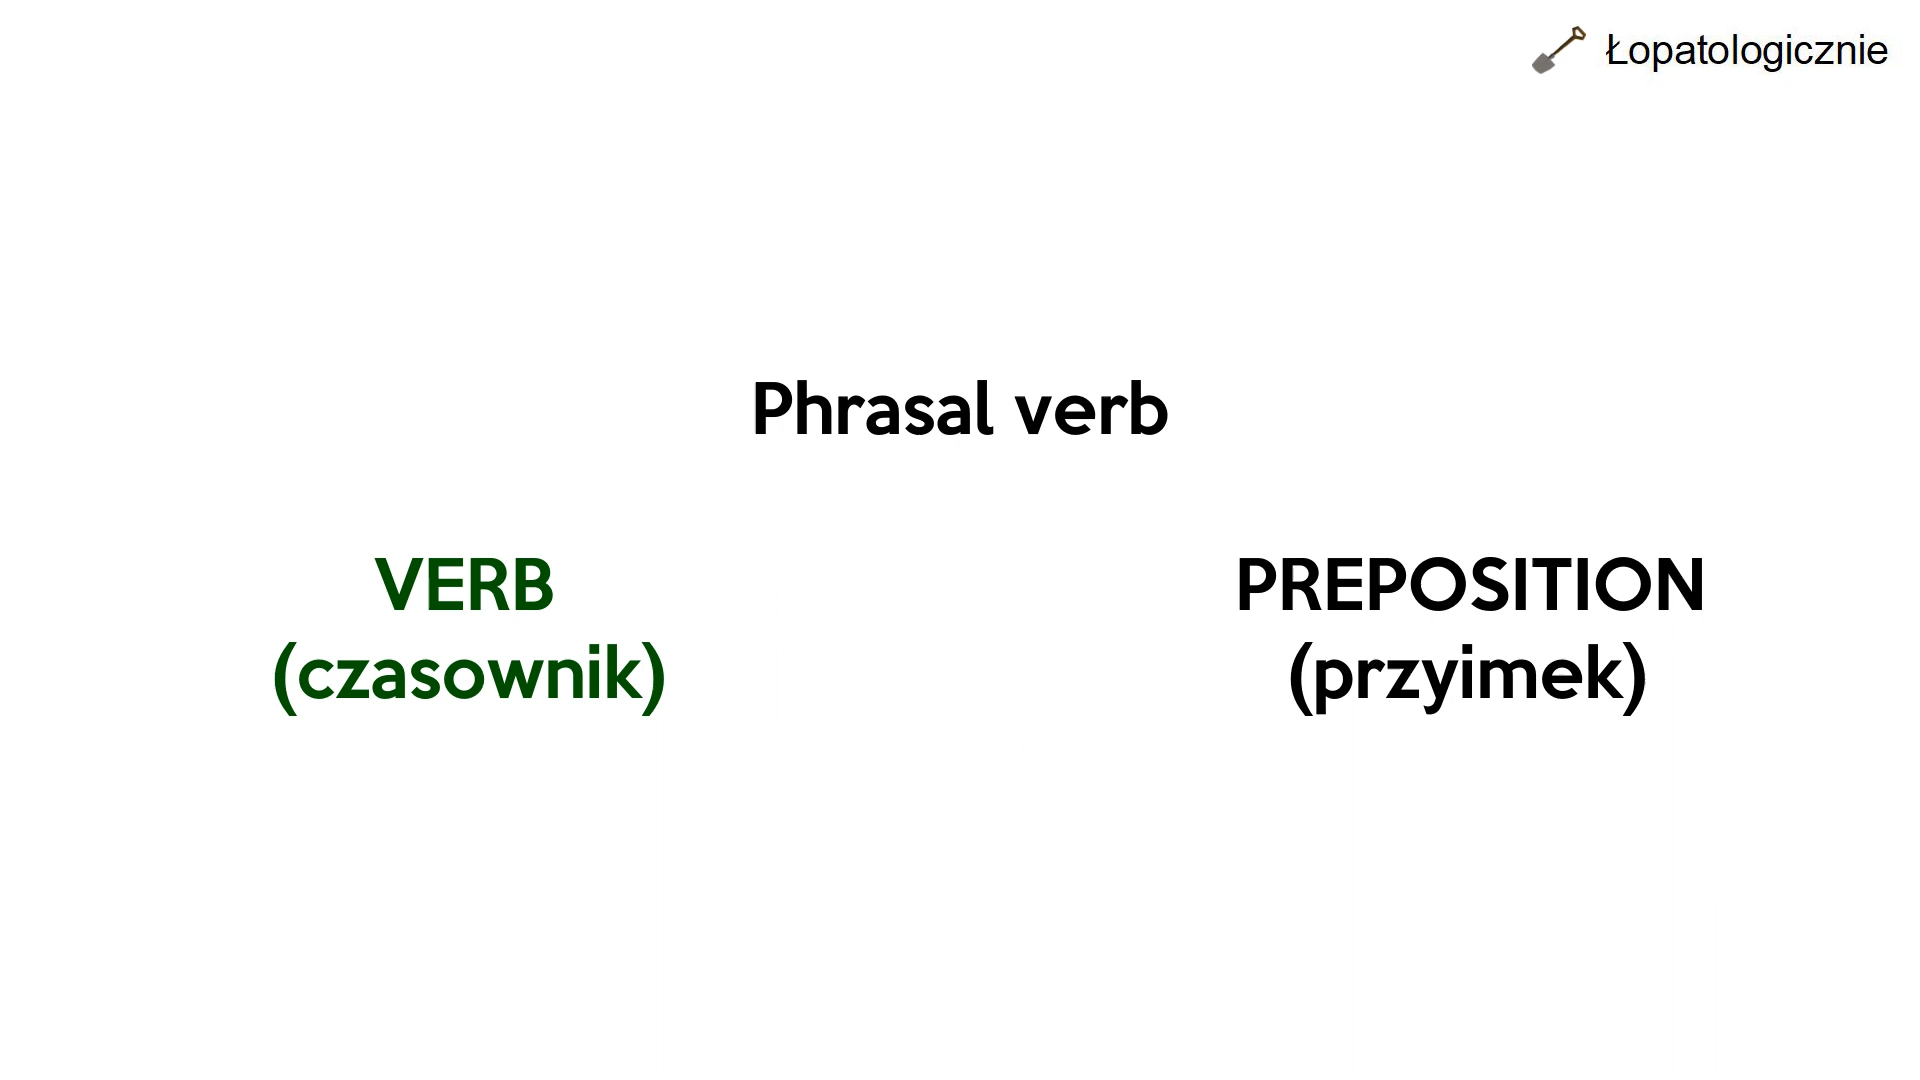 Łopatologicznie
Phrasal verb
VERB
(czasownik)
PREPOSITION
(przyimek)